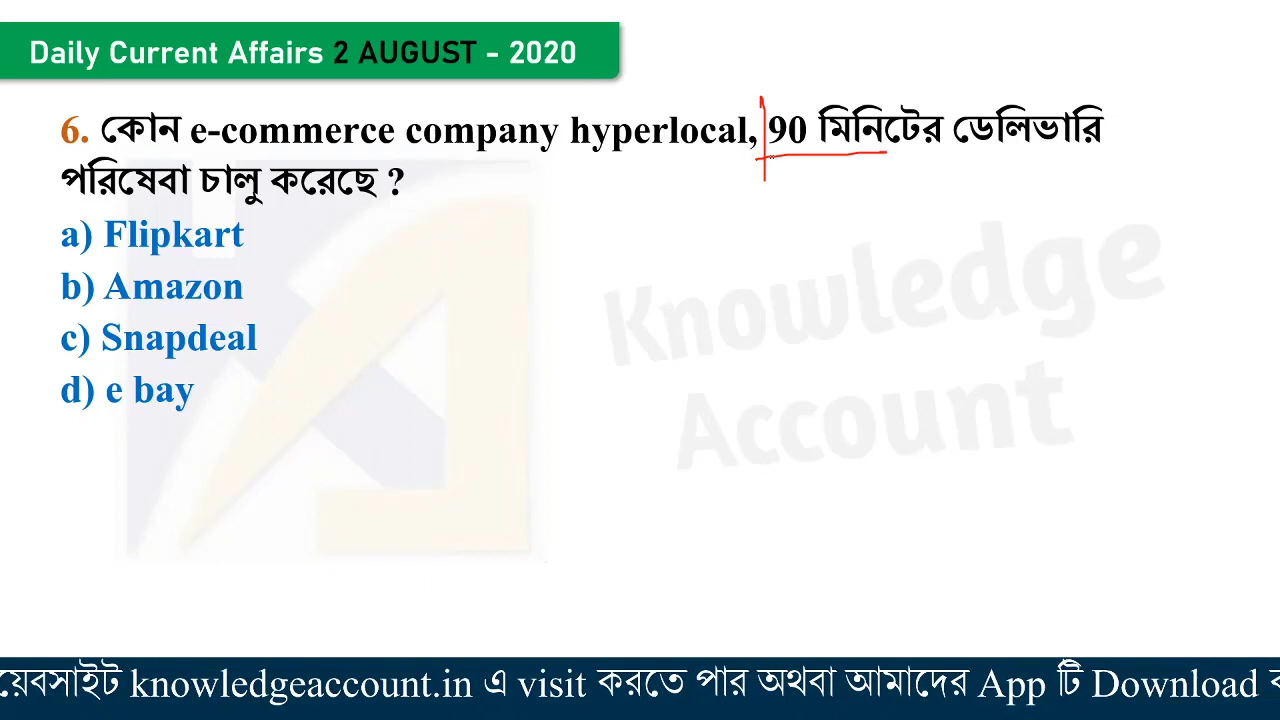 Daily Current Affairs 2 AUGUST - 2020
6. কোন e-commerce company hyperlocal, 90 মিনিটের ডেলিভারি
পরিষেবা চালু করেছে ?
a) Flipkart
b) Amazon
c) Snapdeal
d) e bay
Knowledge
Account
য়েবসাইট knowledgeaccount.in এ visit করতে পার অথবা আমাদের App টি Download